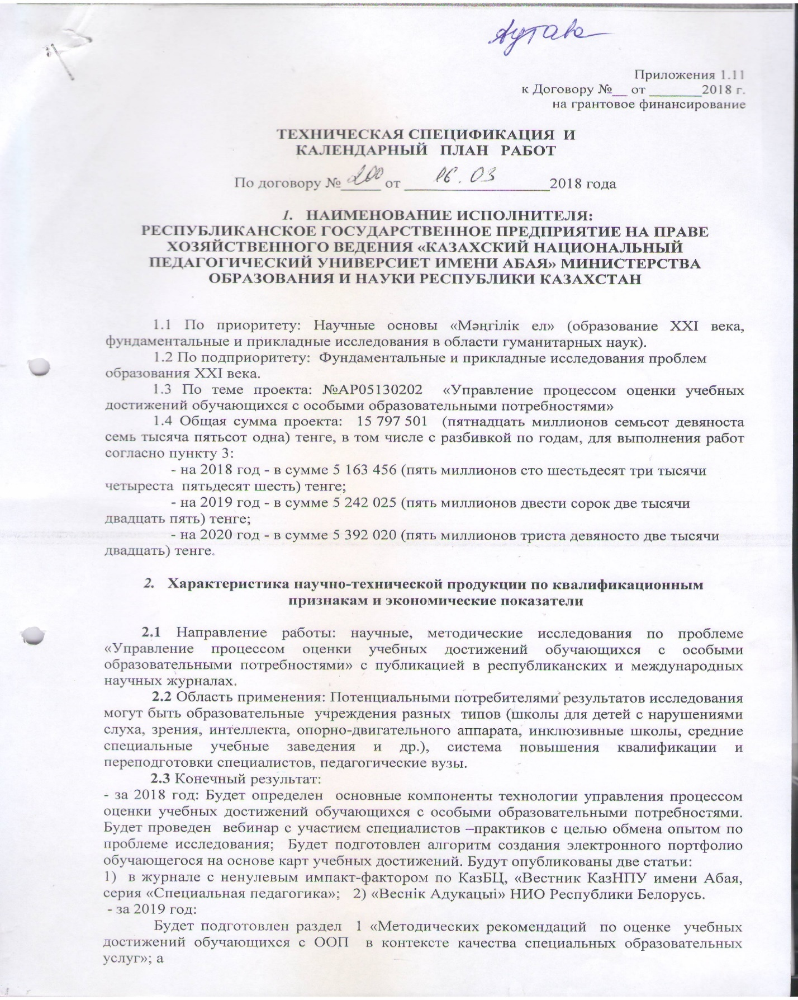 Аутаева
Приложения 1.11
к Договору №__ от _______2018 г.
на грантовое финансирование
ТЕХНИЧЕСКАЯ СПЕЦИФИКАЦИЯ И
КАЛЕНДАРНЫЙ ПЛАН РАБОТ
По договору № 200 от 16.03 2018 года
1. НАИМЕНОВАНИЕ ИСПОЛНИТЕЛЯ:
РЕСПУБЛИКАНСКОЕ ГОСУДАРСТВЕННОЕ ПРЕДПРИЯТИЕ НА ПРАВЕ
ХОЗЯЙСТВЕННОГО ВЕДЕНИЯ «КАЗАХСКИЙ НАЦИОНАЛЬНЫЙ
ПЕДАГОГИЧЕСКИЙ УНИВЕРСИЕТ ИМЕНИ АБАЯ» МИНИСТЕРСТВА
ОБРАЗОВАНИЯ И НАУКИ РЕСПУБЛИКИ КАЗАХСТАН
1.1 По приоритету: Научные основы «Мәңгілік ел» (образование XXI века,
фундаментальные и прикладные исследования в области гуманитарных наук).
1.2 По подприоритету: Фундаментальные и прикладные исследования проблем
образования XXI века.
1.3 По теме проекта: №АР05130202 «Управление процессом оценки учебных
достижений обучающихся с особыми образовательными потребностями»
1.4 Общая сумма проекта: 15 797 501 (пятнадцать миллионов семьсот девяноста
семь тысяча пятьсот одна) тенге, в том числе с разбивкой по годам, для выполнения работ
согласно пункту 3:
- на 2018 год - в сумме 5 163 456 (пять миллионов сто шестьдесят три тысячи
четыреста пятьдесят шесть) тенге;
- на 2019 год - в сумме 5 242 025 (пять миллионов двести сорок две тысячи
двадцать пять) тенге;
- на 2020 год - в сумме 5 392 020 (пять миллионов триста девяносто две тысячи
двадцать) тенге.
2. Характеристика научно-технической продукции по квалификационным
признакам и экономические показатели
2.1 Направление работы: научные, методические исследования по проблеме
«Управление процессом оценки учебных достижений обучающихся с особыми
образовательными потребностями» с публикацией в республиканских и международных
научных журналах.
2.2 Область применения: Потенциальными потребителями результатов исследования
могут быть образовательные учреждения разных типов (школы для детей с нарушениями
слуха, зрения, интеллекта, опорно-двигательного аппарата, инклюзивные школы, средние
специальные учебные заведения и др.), система повышения квалификации и
переподготовки специалистов, педагогические вузы.
2.3 Конечный результат:
- за 2018 год: Будет определен основные компоненты технологии управления процессом
оценки учебных достижений обучающихся с особыми образовательными потребностями.
Будет проведен вебинар с участием специалистов –практиков с целью обмена опытом по
проблеме исследования; Будет подготовлен алгоритм создания электронного портфолио
обучающегося на основе карт учебных достижений. Будут опубликованы две статьи:
1) в журнале с ненулевым импакт-фактором по КазБЦ, «Вестник КазНПУ имени Абая,
серия «Специальная педагогика»; 2) «Веснік Адукацыі» НИО Республики Белорусь.
- за 2019 год:
Будет подготовлен раздел 1 «Методических рекомендаций по оценке учебных
достижений обучающихся с ООП в контексте качества специальных образовательных
услуг»; а